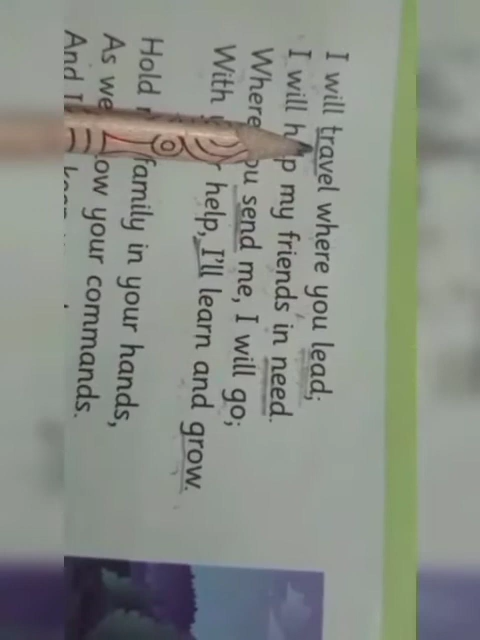 I will travel where you lead;
I will h p my friends in need.
Where ou send me, I will go;
With help, I'll learn and grow.
Hold family in your hands,
As we ow your commands.
And I